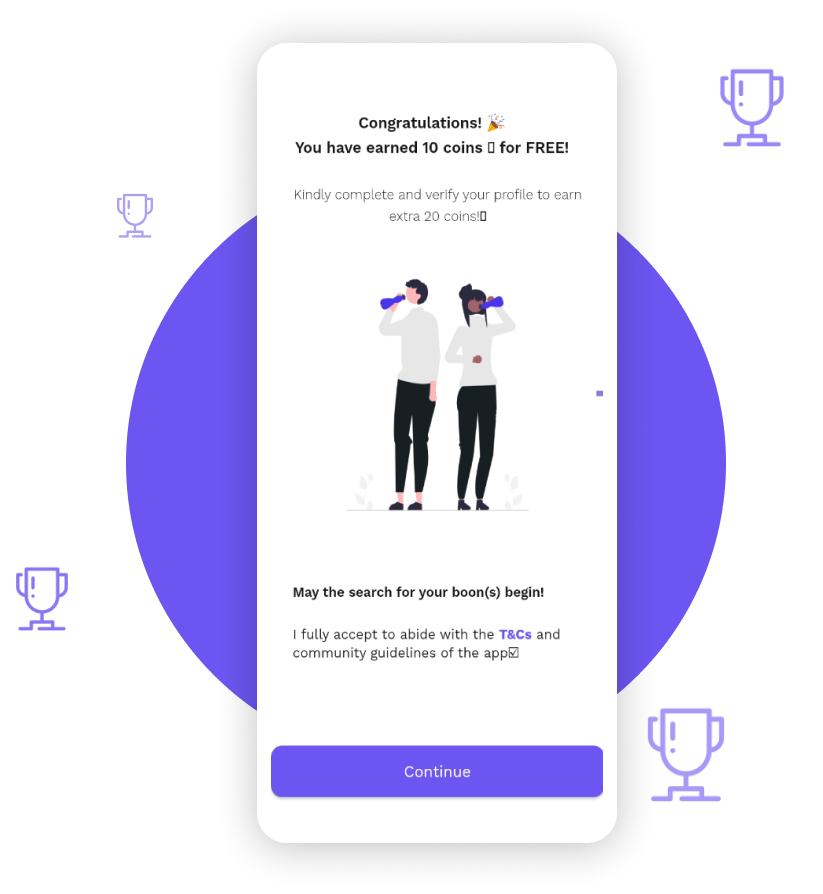 Congratulations! 🎉
You have earned 10 coins ▯ for FREE!
Kindly complete and verify your profile to earn
extra 20 coins!▯
May the search for your boon(s) begin!
I fully accept to abide with the T&Cs and
community guidelines of the app☑
Continue